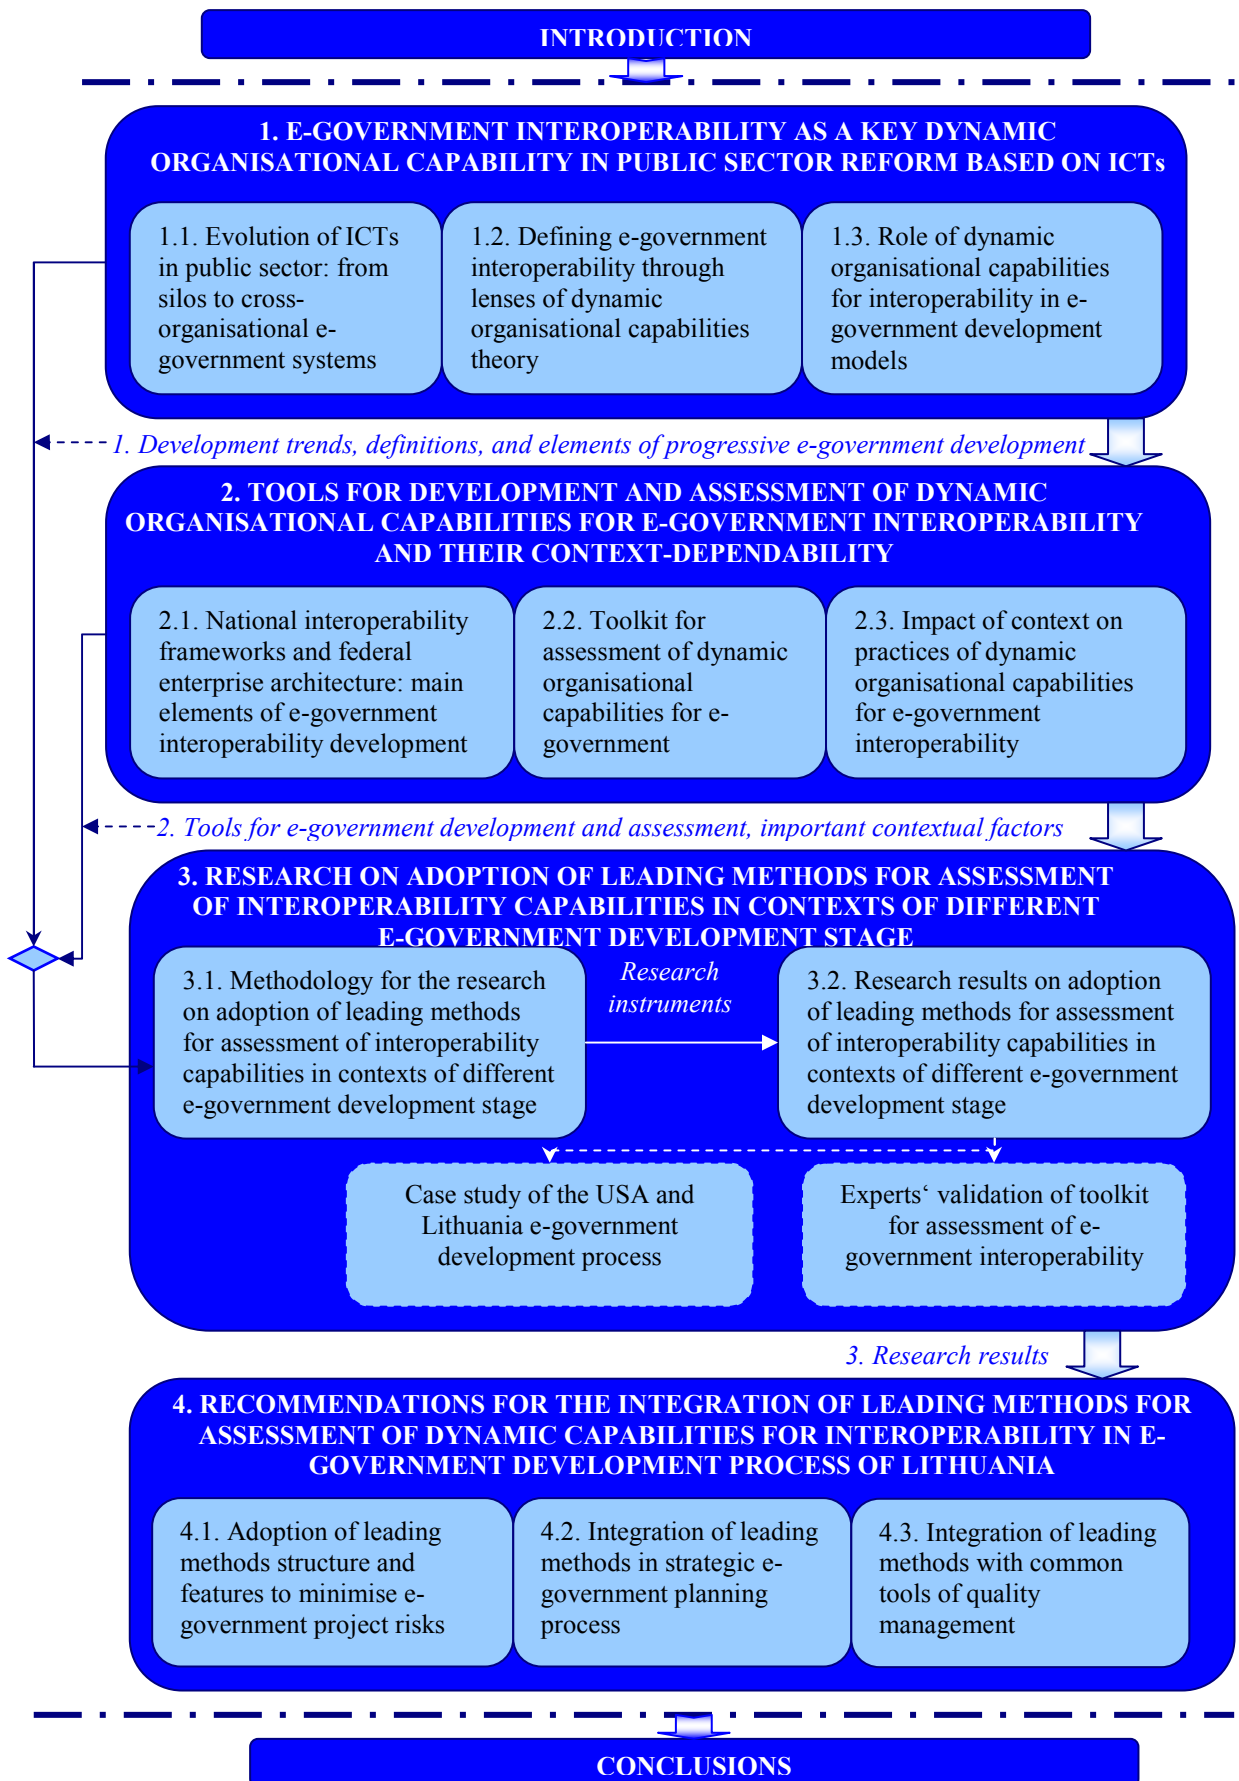 INTRODUCTION
1. E-GOVERNMENT INTEROPERABILITY AS A KEY DYNAMIC
ORGANISATIONAL CAPABILITY IN PUBLIC SECTOR REFORM BASED ON ICTs
1.1. Evolution of ICTs
in public sector: from
silos to cross-
organisational e-
government systems
1.2. Defining e-government
interoperability through
lenses of dynamic
organisational capabilities
theory
1.3. Role of dynamic
organisational capabilities
for interoperability in e-
government development
models
1. Development trends, definitions, and elements of progressive e-government development
2. TOOLS FOR DEVELOPMENT AND ASSESSMENT OF DYNAMIC
ORGANISATIONAL CAPABILITIES FOR E-GOVERNMENT INTEROPERABILITY
AND THEIR CONTEXT-DEPENDABILITY
2.1. National interoperability
frameworks and federal
enterprise architecture: main
elements of e-government
interoperability development
2.2. Toolkit for
assessment of dynamic
organisational
capabilities for e-
government
2.3. Impact of context on
practices of dynamic
organisational capabilities
for e-government
interoperability
2. Tools for e-government development and assessment, important contextual factors
3. RESEARCH ON ADOPTION OF LEADING METHODS FOR ASSESSMENT
OF INTEROPERABILITY CAPABILITIES IN CONTEXTS OF DIFFERENT
E-GOVERNMENT DEVELOPMENT STAGE
3.1. Methodology for the research
on adoption of leading methods
for assessment of interoperability
capabilities in contexts of different
e-government development stage
Research
instruments
3.2. Research results on adoption
of leading methods for assessment
of interoperability capabilities in
contexts of different e-government
development stage
Case study of the USA and
Lithuania e-government
development process
Experts‘ validation of toolkit
for assessment of e-
government interoperability
3. Research results
4. RECOMMENDATIONS FOR THE INTEGRATION OF LEADING METHODS FOR
ASSESSMENT OF DYNAMIC CAPABILITIES FOR INTEROPERABILITY IN E-
GOVERNMENT DEVELOPMENT PROCESS OF LITHUANIA
4.1. Adoption of leading
methods structure and
features to minimise e-
government project risks
4.2. Integration of leading
methods in strategic e-
government planning
process
4.3. Integration of leading
methods with common
tools of quality
management
CONCLUSIONS